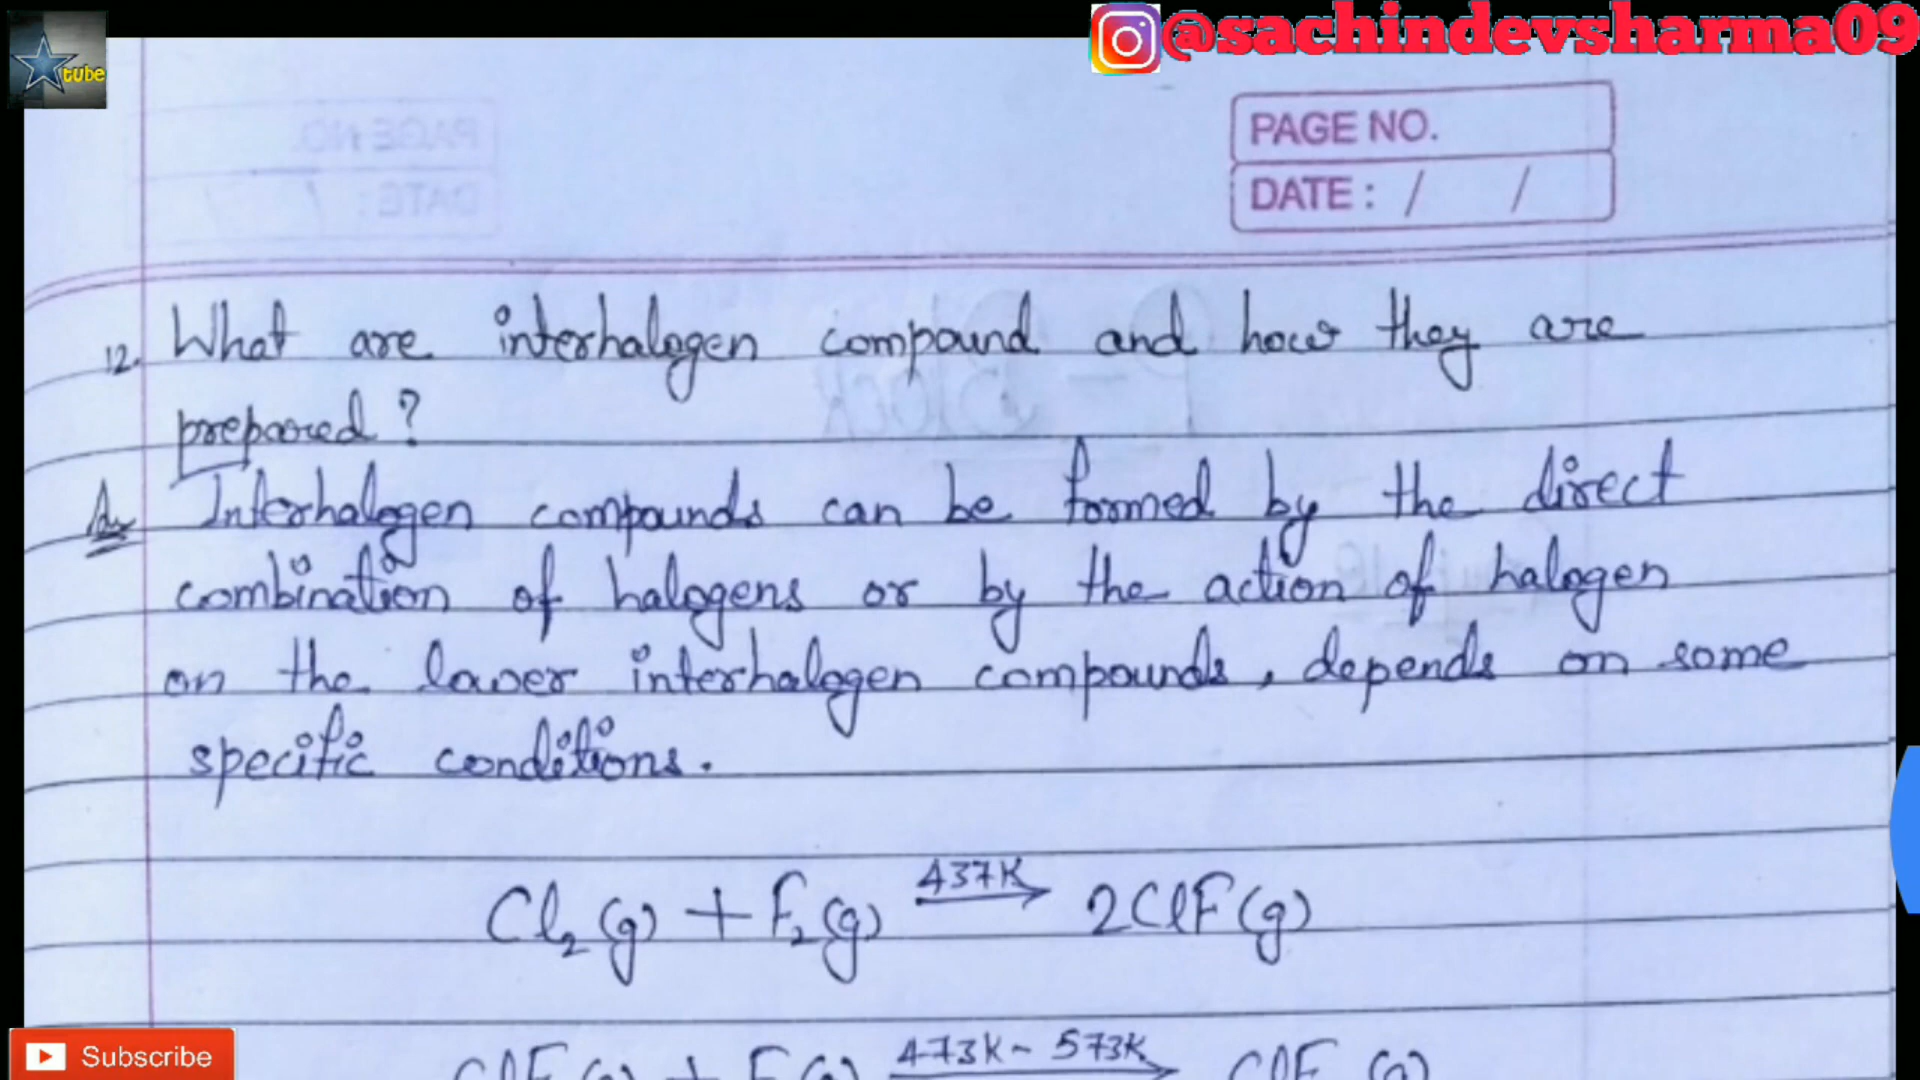 tube
@sachindevsharma09
PAGE NO.
DATE : / /
12. What are interhalogen compound and how they are
prepared ?
Interhalogen compounds can be formed by the direct
combination of halogens or by the action of halogen
on the lower interhalogen compounds, depends on some
specific conditions.
Cl₂ (g) + F₂ (g) 437K → 2ClF (g)
473K - 573K
Subscribe